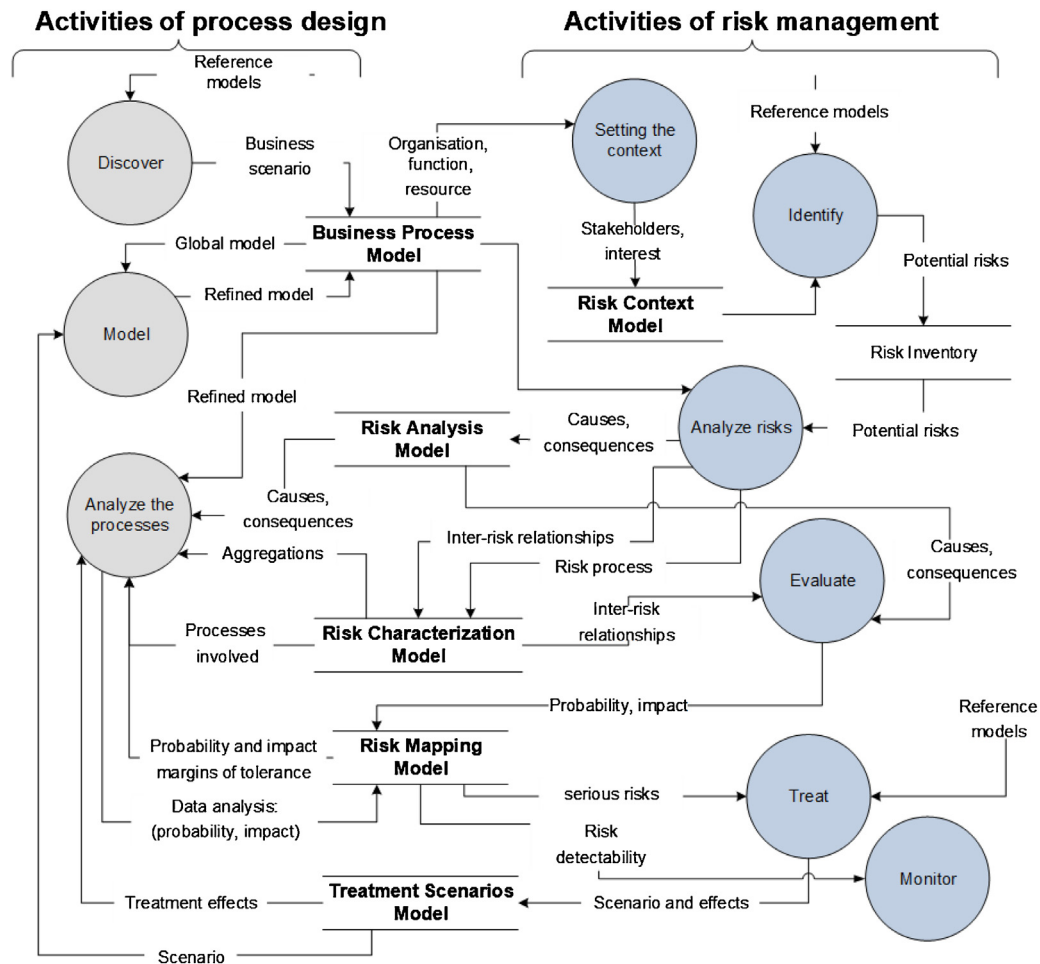 Activities of process design
Activities of risk management
Reference
models
Reference models
Discover
Business
scenario
Organisation,
function,
resource
Setting the
context
Identify
Global model
Business Process
Model
Stakeholders,
interest
Potential risks
Refined model
Model
Risk Context
Model
Risk Inventory
Refined model
Risk Analysis
Model
Causes,
consequences
Analyze risks
Potential risks
Analyze the
processes
Causes,
consequences
Inter-risk relationships
Causes,
consequences
Aggregations
Risk process
Evaluate
Processes
involved
Risk Characterization
Model
Inter-risk
relationships
Probability, impact
Reference
models
Probability and impact
margins of tolerance
Risk Mapping
Model
serious risks
Treat
Data analysis:
(probability, impact)
Risk
detectability
Monitor
Treatment effects
Treatment Scenarios
Model
Scenario and effects
Scenario